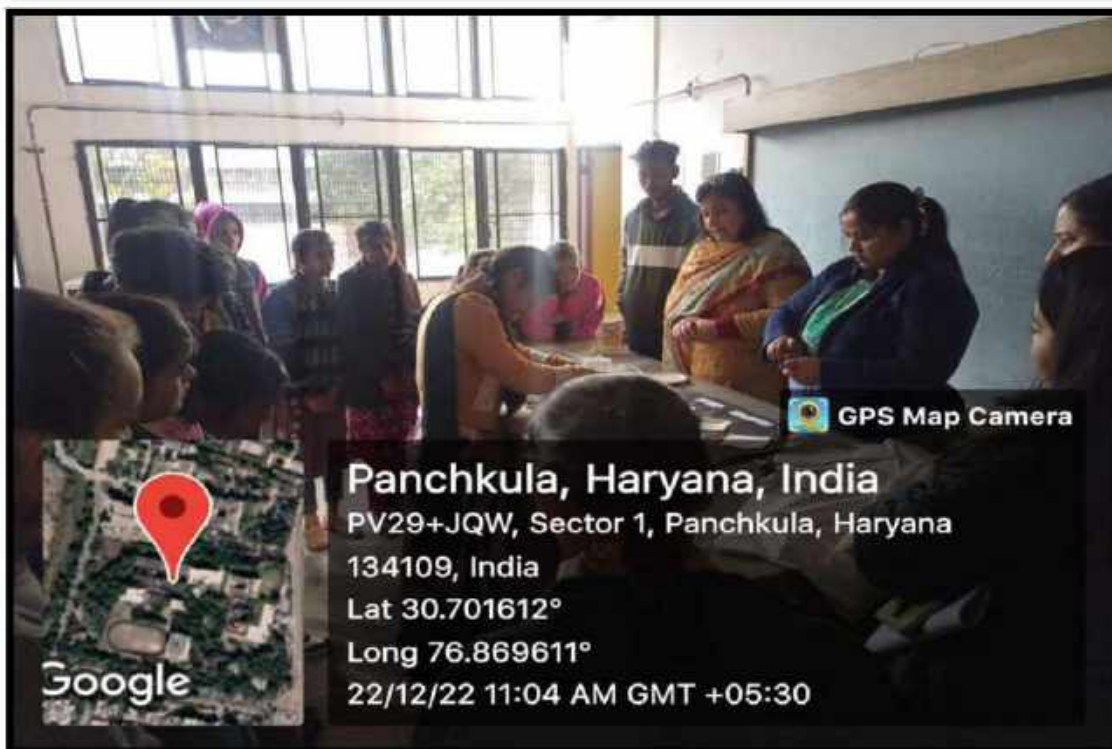 GPS Map Camera
Panchkula, Haryana, India
PV29+JQW, Sector 1, Panchkula, Haryana
134109, India
Lat 30.701612°
Long 76.869611°
22/12/22 11:04 AM GMT +05:30
Google